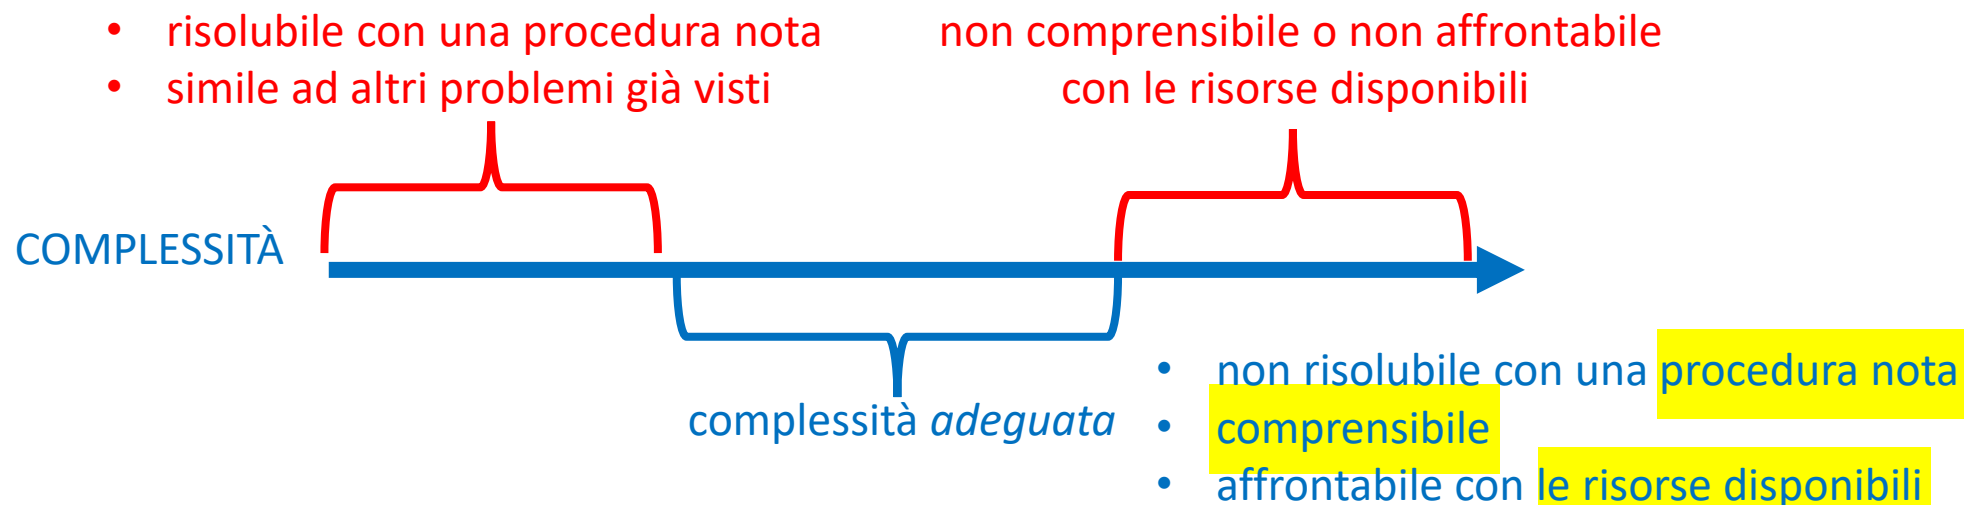 • risolubile con una procedura nota
• simile ad altri problemi già visti
non comprensibile o non affrontabile
con le risorse disponibili
COMPLESSITÀ
complessità adeguata
• non risolubile con una procedura nota
• comprensibile
• affrontabile con le risorse disponibili